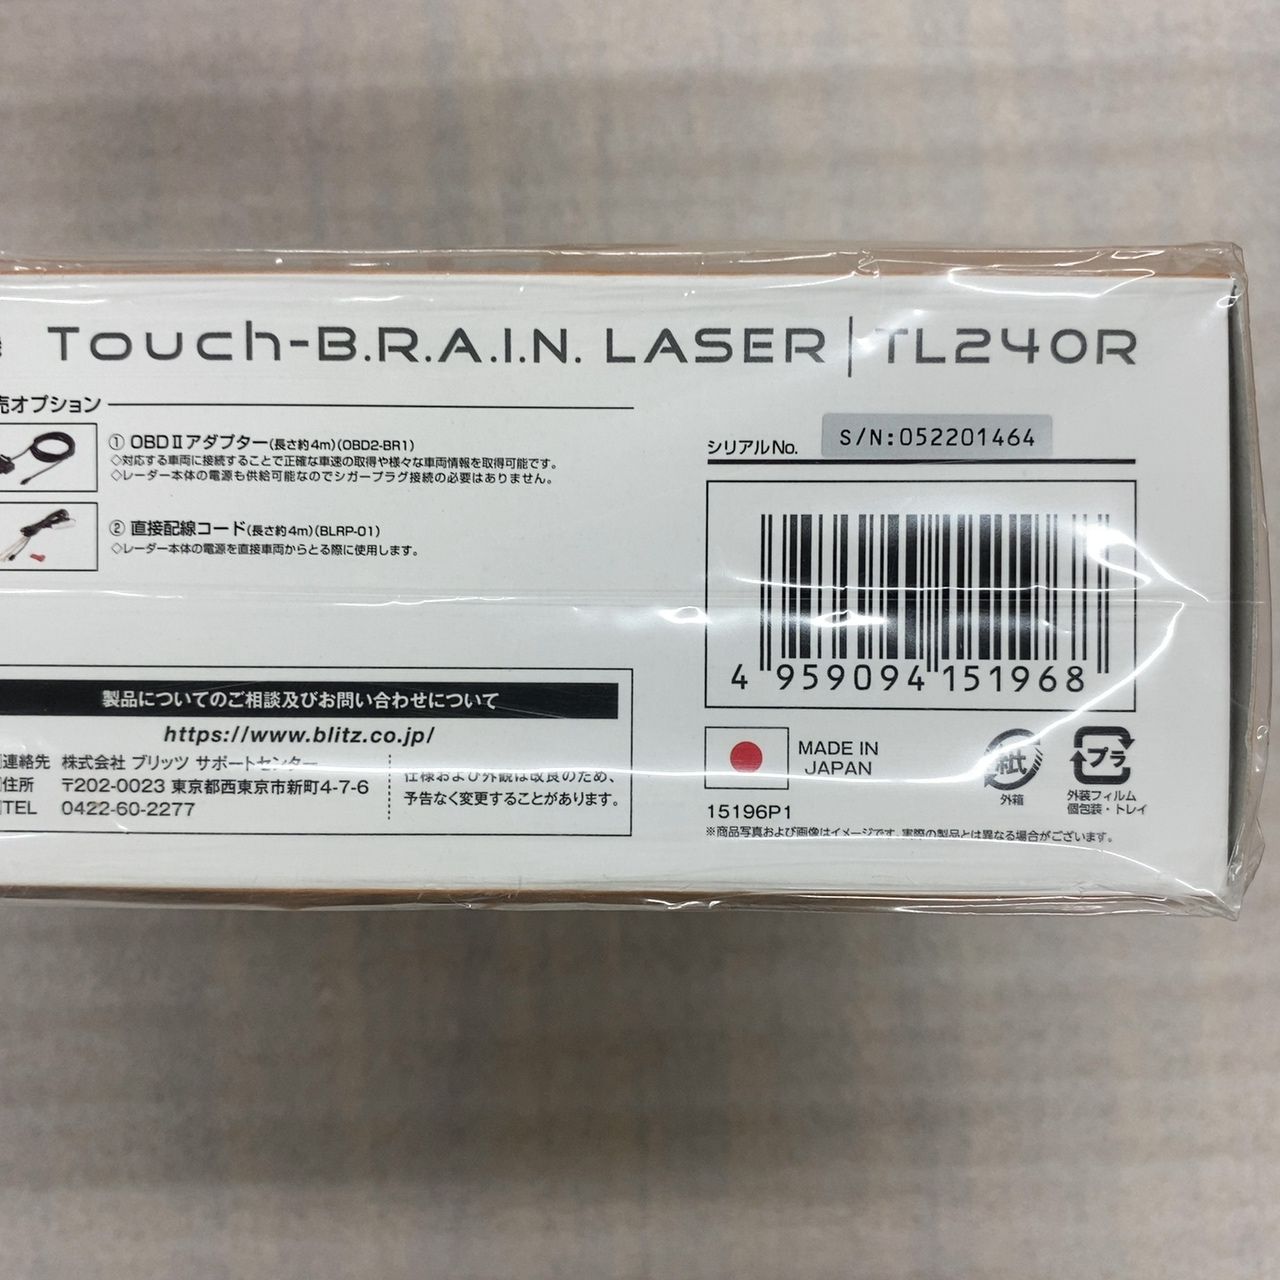 Touch-B.R.A.I.N. LASER | TL240R
売オプション
① OBDⅡアダプター(長さ約4m)(OBD2-BR1)
◇対応する車両に接続することで正確な車速の取得や様々な車両情報を取得可能です。
◇レーダー本体の電源も供給可能なのでシガープラグ接続の必要はありません。
② 直接配線コード(長さ約4m)(BLRP-01)
◇レーダー本体の電源を直接車両からとる際に使用します。
製品についてのご相談及びお問い合わせについて
https://www.blitz.co.jp/
連絡先 株式会社 ブリッツ サポートセンター
住所 〒202-0023 東京都西東京市新町4-7-6
TEL 0422-60-2277
仕様および外観は改良のため、
予告なく変更することがあります。
シリアルNo. S/N:052201464
4 959094 151968
MADE IN
JAPAN
15196P1
紙
外箱
プラ
外装フィルム
個包装・トレイ
※商品写真および画像はイメージです。実際の製品とは異なる場合がございます。